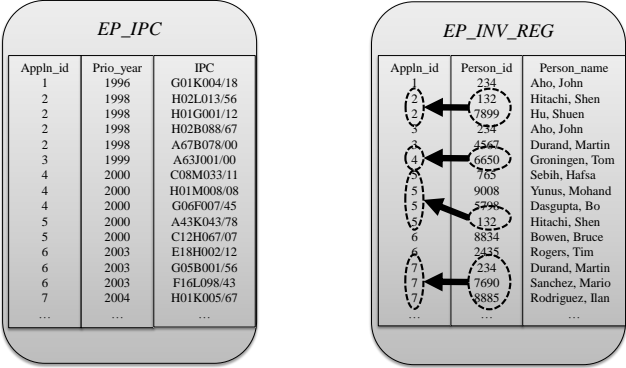 EP_IPC
Appln_id Prio_year IPC
1 1996 G01K004/18
2 1998 H02L013/56
2 1998 H01G001/12
2 1998 H02B088/67
2 1998 A67B078/00
3 1999 A63J001/00
4 2000 C08M033/11
4 2000 H01M008/08
4 2000 G06F007/45
5 2000 A43K043/78
5 2000 C12H067/07
6 2003 E18H002/12
6 2003 G05B001/56
6 2003 F16L098/43
7 2004 H01K005/67
… … …
EP_INV_REG
Appln_id Person_id Person_name
1 234 Aho, John
2 132 Hitachi, Shen
2 7899 Hu, Shuen
3 234 Aho, John
3 4567 Durand, Martin
4 6650 Groningen, Tom
5 765 Sebih, Hafsa
5 9008 Yunus, Mohand
5 5798 Dasgupta, Bo
5 132 Hitachi, Shen
6 8834 Bowen, Bruce
6 2435 Rogers, Tim
7 234 Durand, Martin
7 7690 Sanchez, Mario
7 8885 Rodriguez, Ilan
… … …